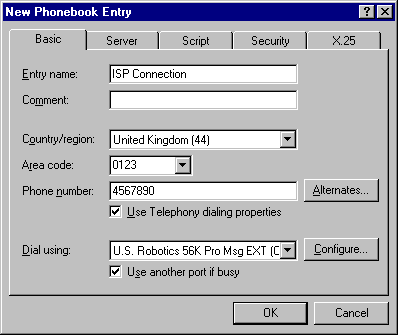 New Phonebook Entry
Basic Server Script Security X.25
Entry name: ISP Connection
Comment:
Country/region: United Kingdom (44)
Area code: 0123
Phone number: 4567890 Alternates...
Use Telephony dialing properties
Dial using: U.S. Robotics 56K Pro Msg EXT (C Configure...
Use another port if busy
OK Cancel